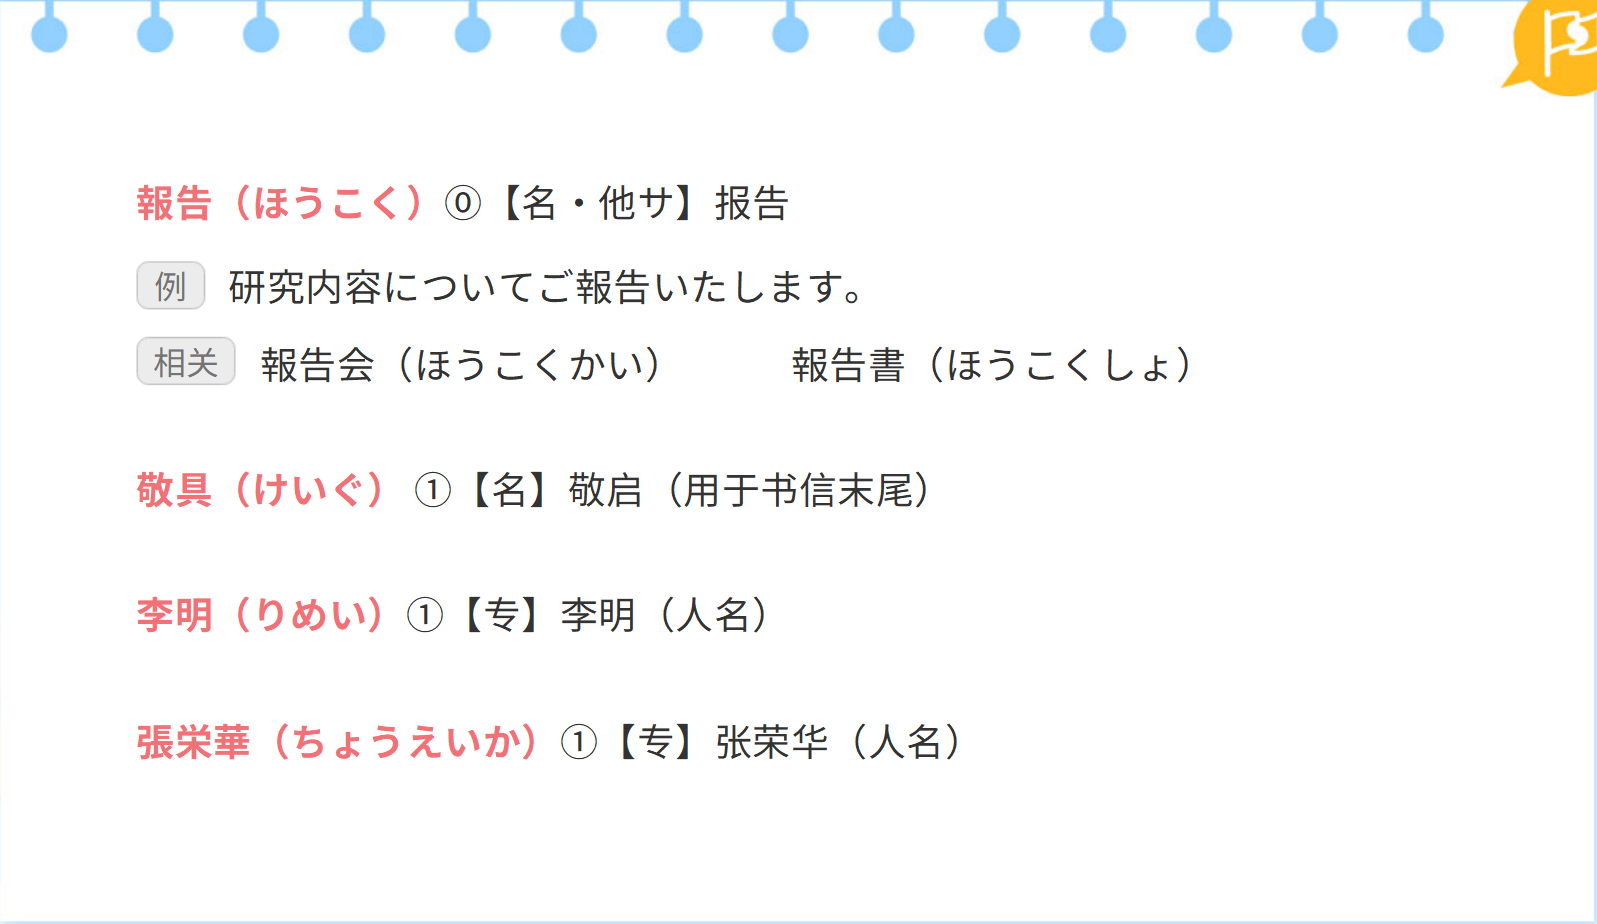 報告（ほうこく）⓪【名・他サ】报告
例 研究内容についてご報告いたします。
相关 報告会（ほうこくかい） 報告書（ほうこくしょ）
敬具（けいぐ） ①【名】敬启（用于书信末尾）
李明（りめい）①【专】李明（人名）
張栄華（ちょうえいか）①【专】张荣华（人名）